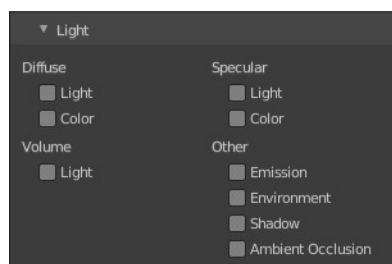 Light
Diffuse
Light
Color
Volume
Light
Specular
Light
Color
Other
Emission
Environment
Shadow
Ambient Occlusion